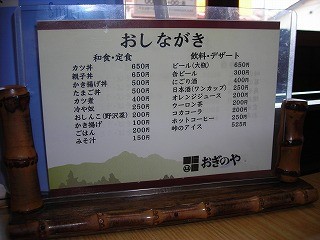 おしながき
和食・定食
カツ丼 650円
親子丼 650円
かき揚げ丼 500円
たまご丼 500円
カツ煮 400円
冷や飯 250円
おしんこ(野沢菜) 200円
かき揚げ 100円
ごはん 200円
みそ汁 150円
飲料・デザート
ビール(大瓶) 650円
缶ビール 300円
にごり酒 400円
日本酒(ワンカップ) 250円
オレンジジュース 200円
ウーロン茶 200円
コカコーラ 200円
ホットコーヒー 250円
峠のアイス 525円
おぎのや